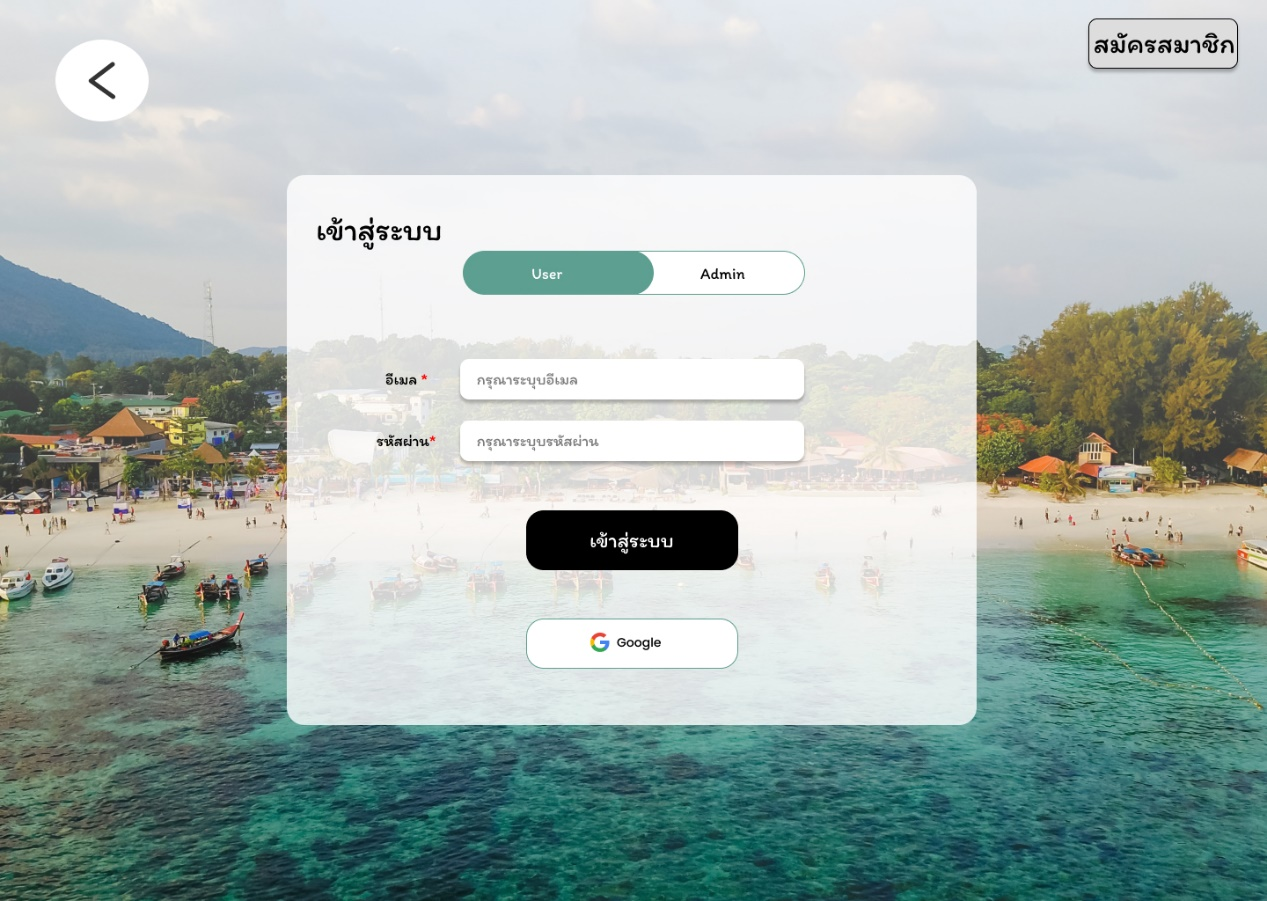 สมัครสมาชิก
เข้าสู่ระบบ
User Admin
อีเมล * กรุณาระบุบอีเมล
รหัสผ่าน* กรุณาระบุบรหัสผ่าน
เข้าสู่ระบบ
Google